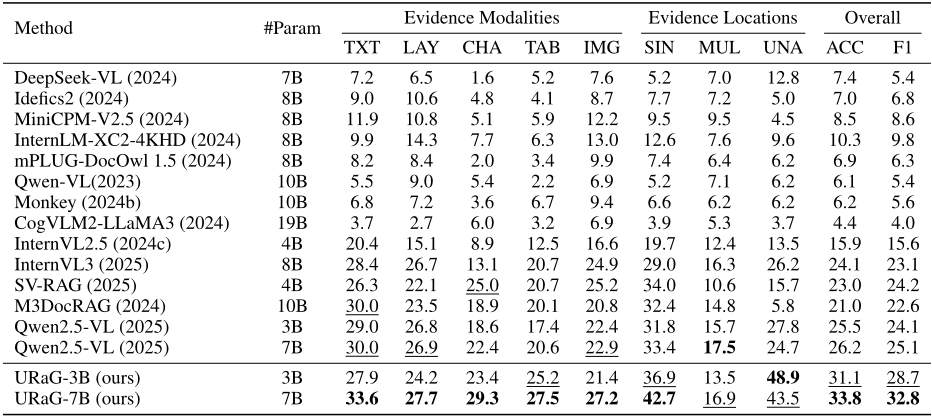 Method #Param Evidence Modalities Evidence Locations Overall
TXT LAY CHA TAB IMG SIN MUL UNA ACC F1
DeepSeek-VL (2024) 7B 7.2 6.5 1.6 5.2 7.6 5.2 7.0 12.8 7.4 5.4
Idefics2 (2024) 8B 9.0 10.6 4.8 4.1 8.7 7.7 7.2 5.0 7.0 6.8
MiniCPM-V2.5 (2024) 8B 11.9 10.8 5.1 5.9 12.2 9.5 9.5 4.5 8.5 8.6
InternLM-XC2-4KHD (2024) 8B 9.9 14.3 7.7 6.3 13.0 12.6 7.6 9.6 10.3 9.8
mPLUG-DocOwl 1.5 (2024) 8B 8.2 8.4 2.0 3.4 9.9 7.4 6.4 6.2 6.9 6.3
Qwen-VL(2023) 10B 5.5 9.0 5.4 2.2 6.9 5.2 7.1 6.2 6.1 5.4
Monkey (2024b) 10B 6.8 7.2 3.6 6.7 9.4 6.6 6.2 6.2 6.2 5.6
CogVLM2-LLaMA3 (2024) 19B 3.7 2.7 6.0 3.2 6.9 3.9 5.3 3.7 4.4 4.0
InternVL2.5 (2024c) 4B 20.4 15.1 8.9 12.5 16.6 19.7 12.4 13.5 15.9 15.6
InternVL3 (2025) 8B 28.4 26.7 13.1 20.7 24.9 29.0 16.3 26.2 24.1 23.1
SV-RAG (2025) 4B 26.3 22.1 25.0 20.7 25.2 34.0 10.6 15.7 23.0 24.2
M3DocRAG (2024) 10B 30.0 23.5 18.9 20.1 20.8 32.4 14.8 5.8 21.0 22.6
Qwen2.5-VL (2025) 3B 29.0 26.8 18.6 17.4 22.4 31.8 15.7 27.8 25.5 24.1
Qwen2.5-VL (2025) 7B 30.0 26.9 22.4 20.6 22.9 33.4 17.5 24.7 26.2 25.1
URaG-3B (ours) 3B 27.9 24.2 23.4 25.2 21.4 36.9 13.5 48.9 31.1 28.7
URaG-7B (ours) 7B 33.6 27.7 29.3 27.5 27.2 42.7 16.9 43.5 33.8 32.8